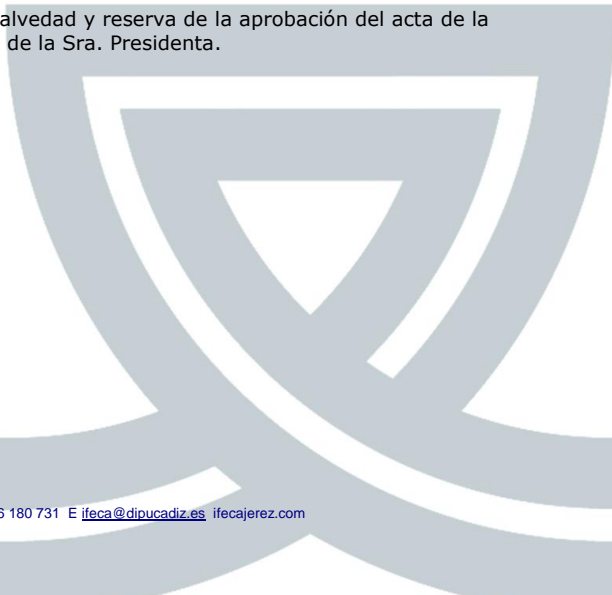 alvedad y reserva de la aprobación del acta de la
de la Sra. Presidenta.
6 180 731 E ifeca@dipucadiz.es ifecajerez.com